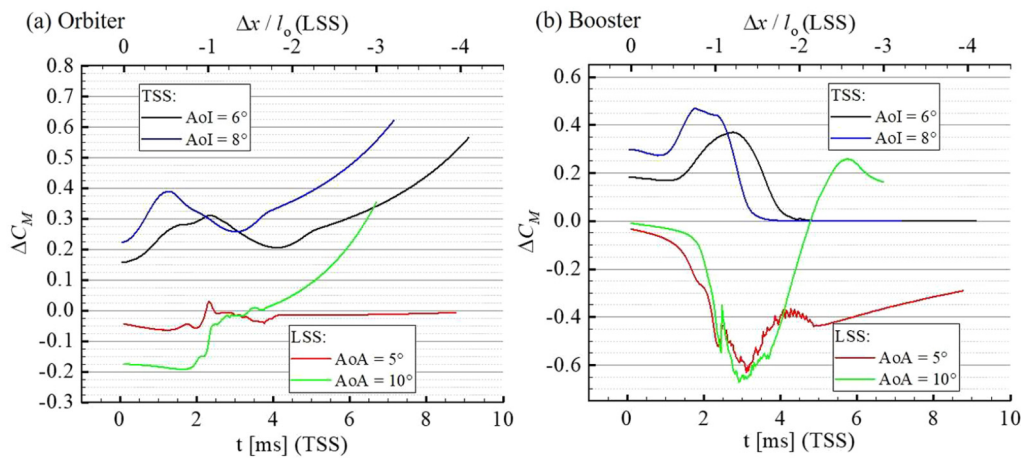 (a) Orbiter
Δx / lₒ (LSS)
0 -1 -2 -3 -4
0.8
0.7
0.6
0.5
0.4
0.3
0.2
0.1
0.0
-0.1
-0.2
-0.3
ΔC_M
TSS:
AoI = 6°
AoI = 8°
LSS:
AoA = 5°
AoA = 10°
0 2 4 6 8 10
t [ms] (TSS)
(b) Booster
Δx / lₒ (LSS)
0 -1 -2 -3 -4
0.6
0.4
0.2
0.0
-0.2
-0.4
-0.6
ΔC_M
TSS:
AoI = 6°
AoI = 8°
LSS:
AoA = 5°
AoA = 10°
0 2 4 6 8 10
t [ms] (TSS)